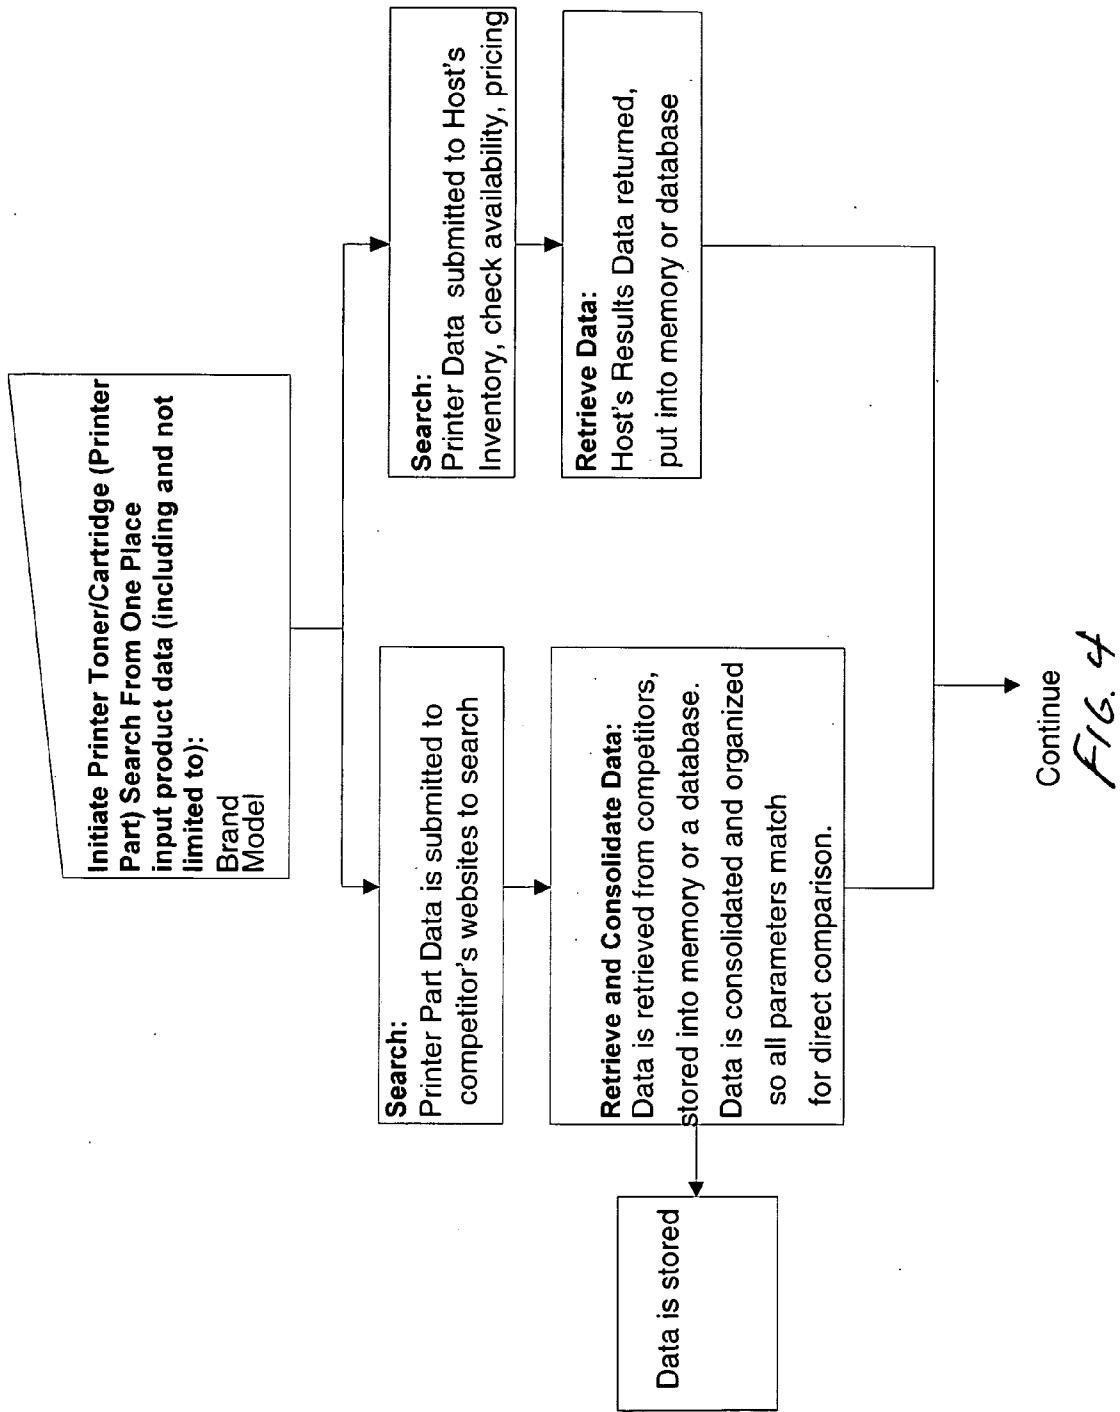 Initiate Printer Toner/Cartridge (Printer
Part) Search From One Place
input product data (including and not
limited to):
Brand
Model
Search:
Printer Part Data is submitted to
competitor's websites to search
Search:
Printer Data submitted to Host's
Inventory, check availability, pricing
Retrieve and Consolidate Data:
Data is retrieved from competitors,
stored into memory or a database.
Data is consolidated and organized
so all parameters match
for direct comparison.
Retrieve Data:
Host's Results Data returned,
put into memory or database
Data is stored
Continue
FIG. 4